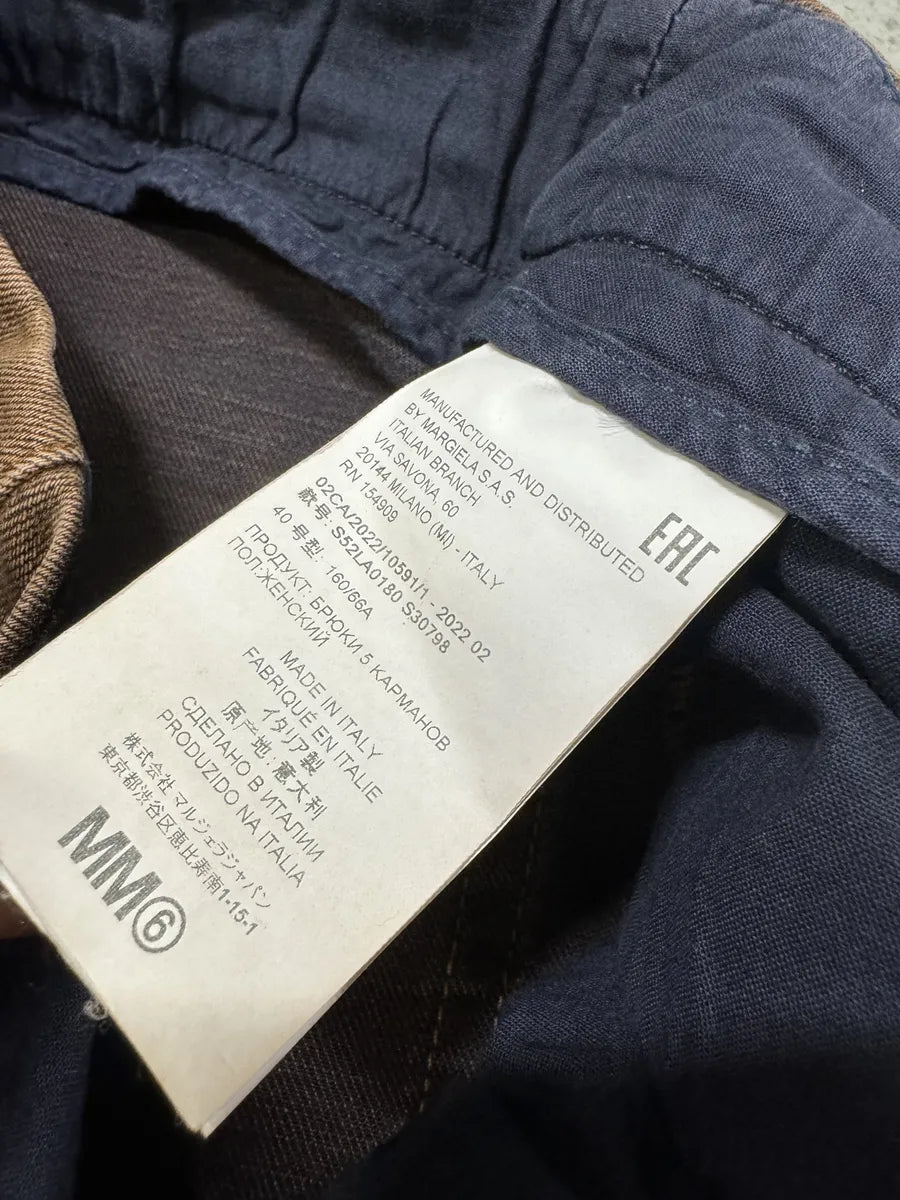 MANUFACTURED AND DISTRIBUTED
BY MARGIELA S.A.S.
ITALIAN BRANCH
VIA SAVONA, 60
20144 MILANO (MI) - ITALY
RN 154909
EAC
02CA/2022/10591/1 - 2022 02
款号: S52LA0180 S30798
40 号型: 160/66A
ПРОДУКТ: БРЮКИ 5 КАРМАНОВ
ПОЛ:ЖЕНСКИЙ
MADE IN ITALY
FABRIQUÉ EN ITALIE
イタリア製
原产地: 意大利
СДЕЛАНО В ИТАЛИИ
PRODUZIDO NA ITALIA
株式会社 マルジェラジャパン
東京都渋谷区恵比寿南1-15-1
MM⑥